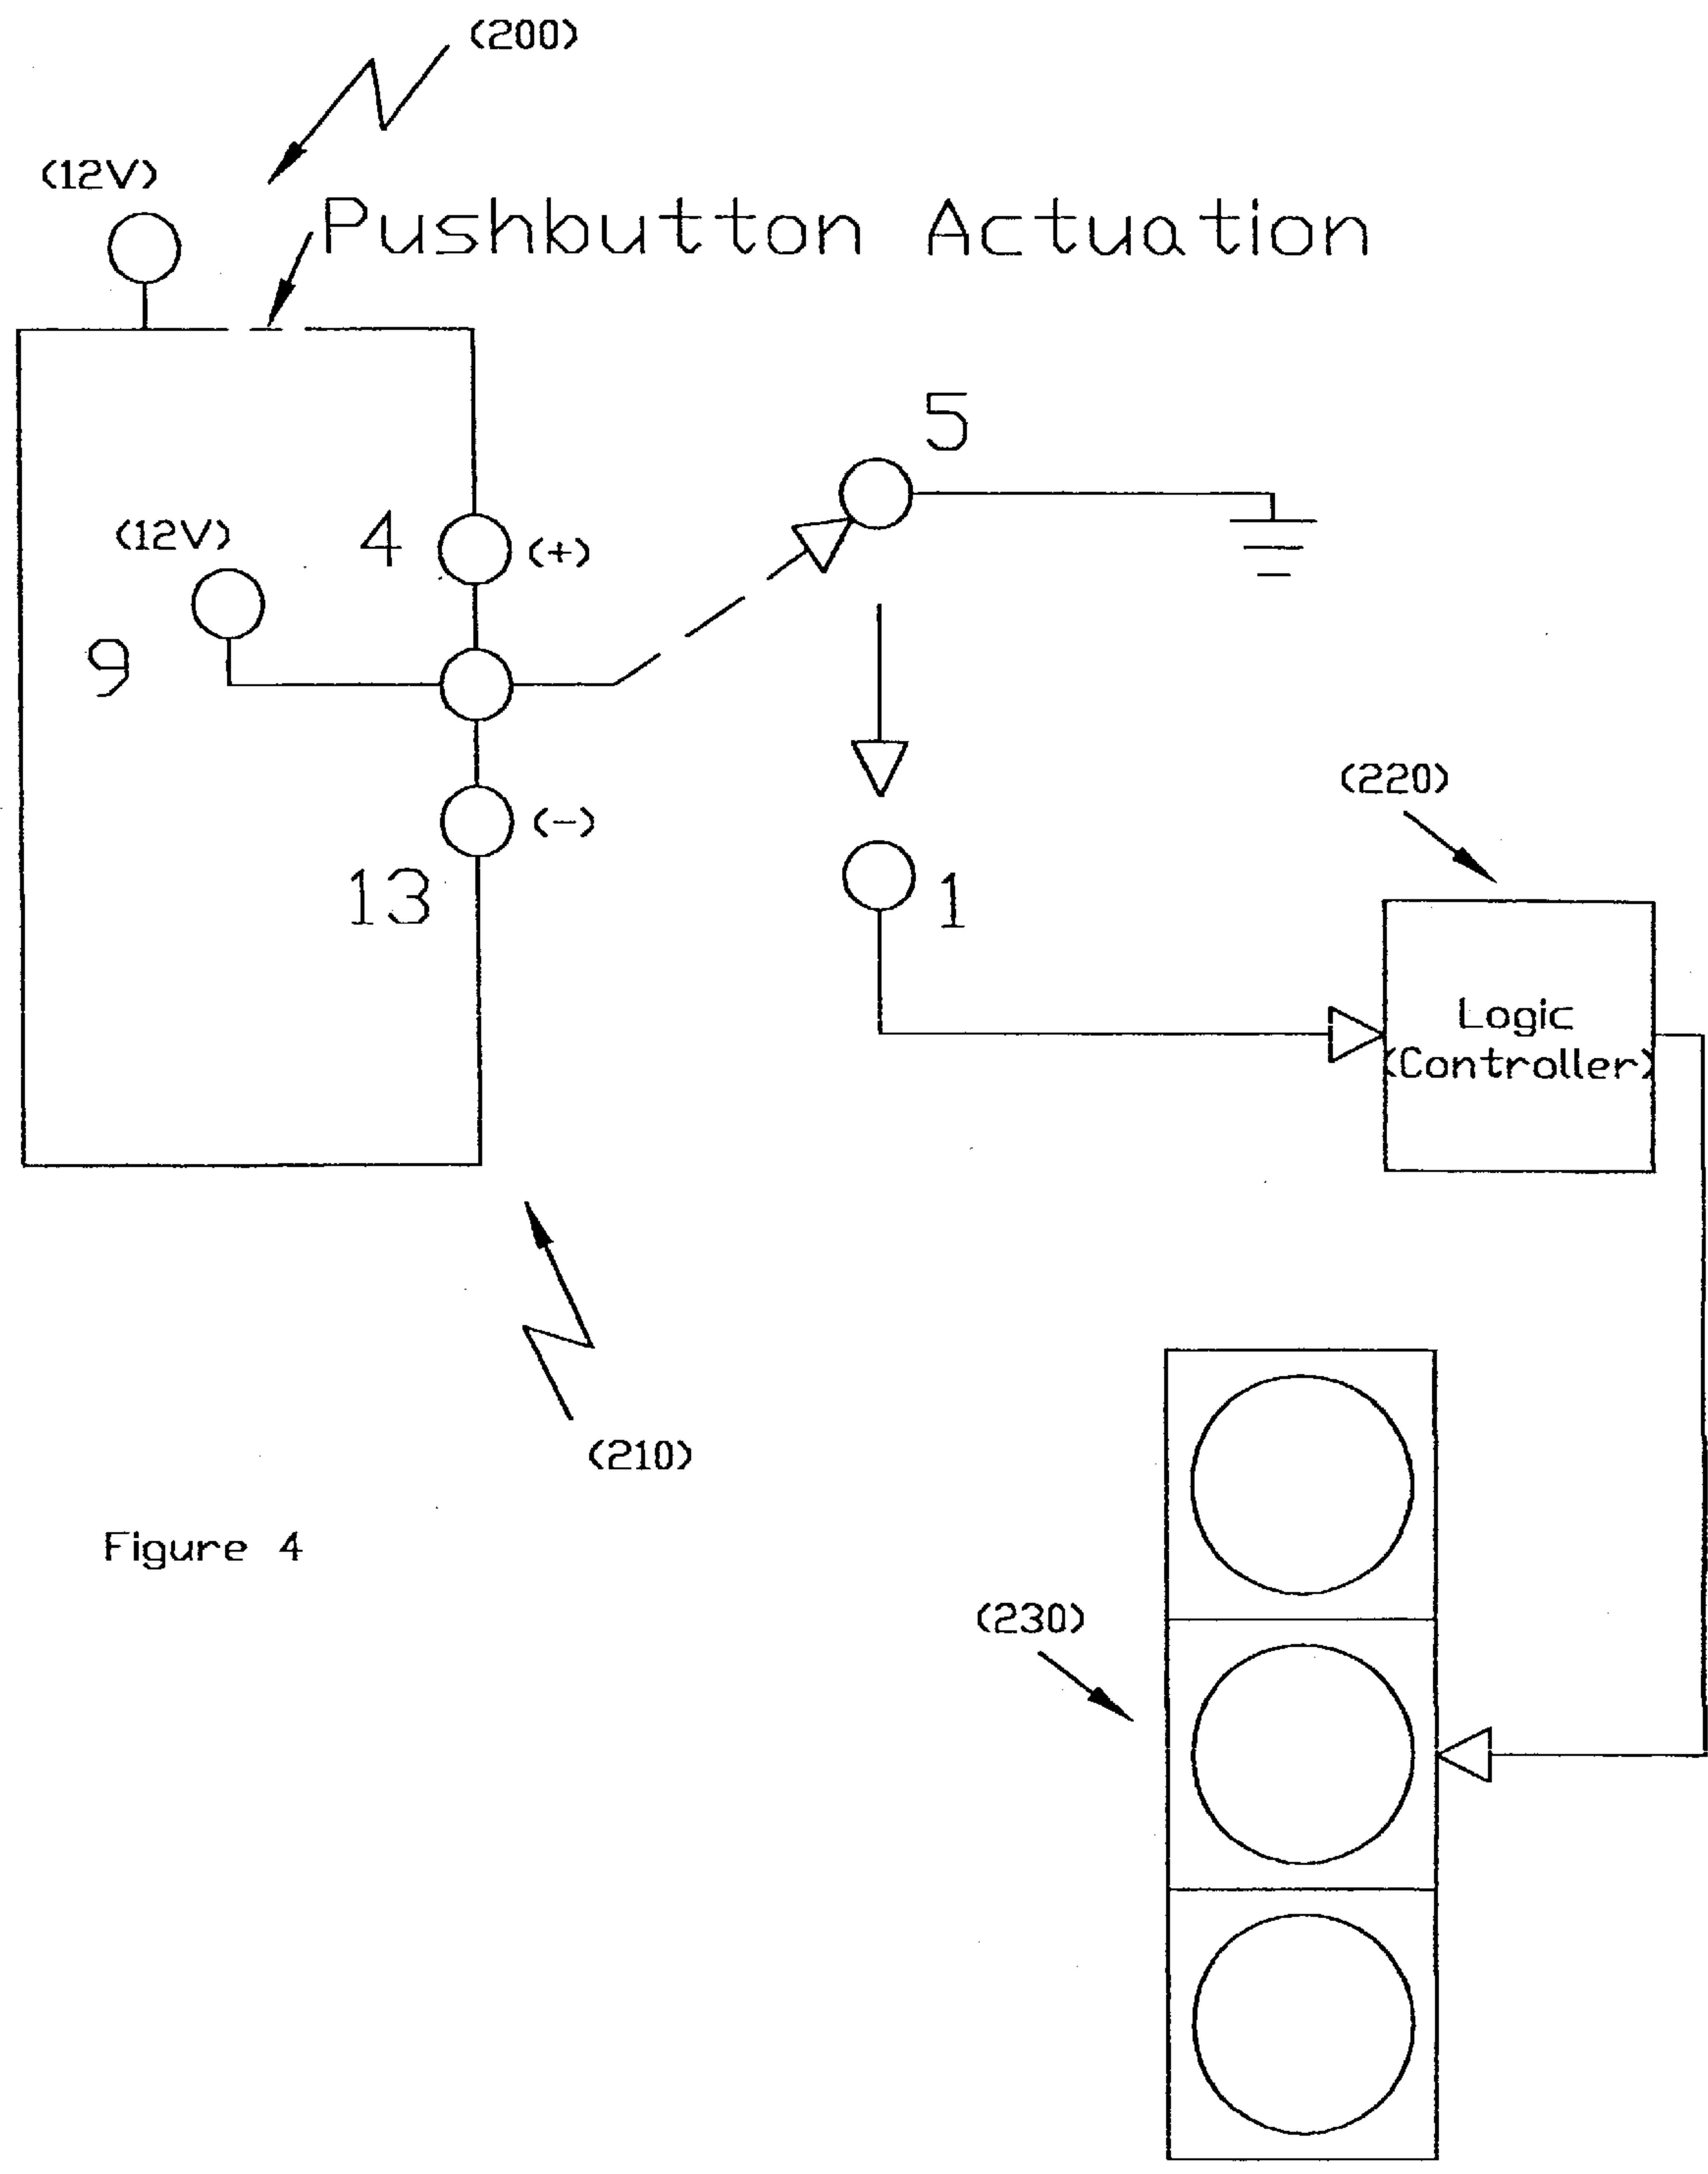 (200)
(12V)
Pushbutton Actuation
5
(12V)
4
(+)
9
(-)
13
1
(220)
Logic
(Controller)
(210)
Figure 4
(230)